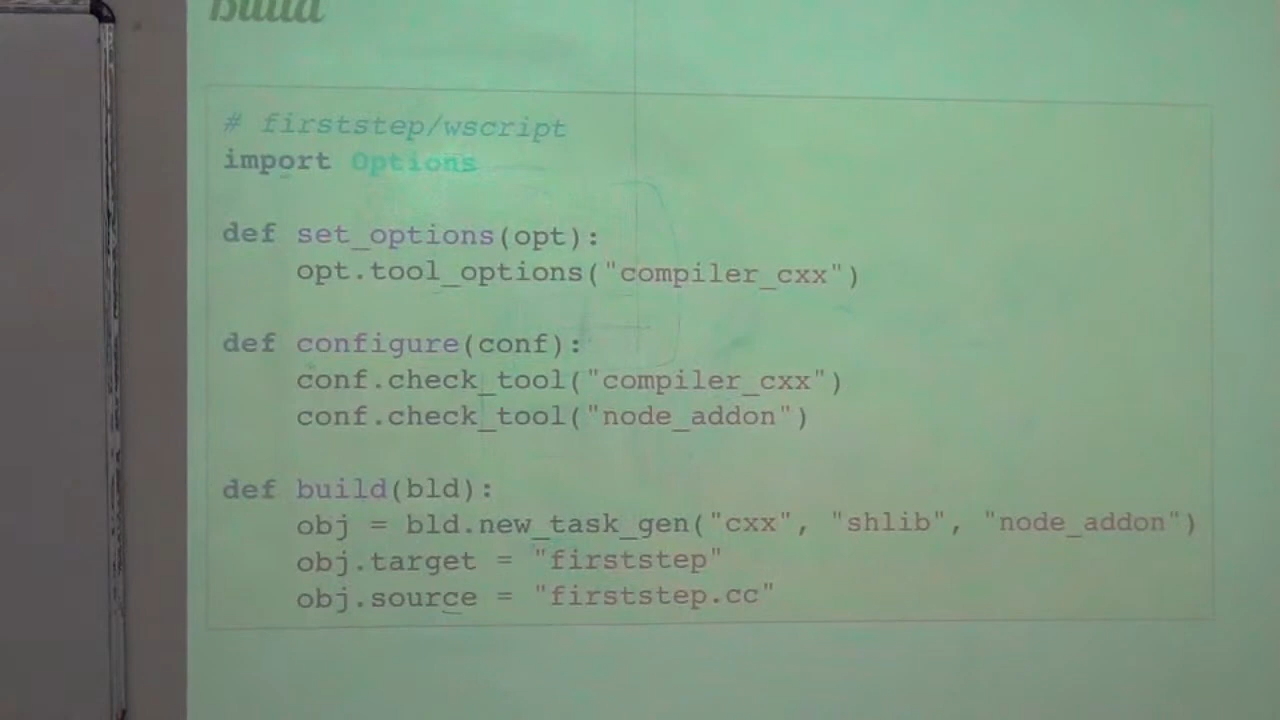 Build
# firststep/wscript
import Options
def set_options(opt):
    opt.tool_options("compiler_cxx")
def configure(conf):
    conf.check_tool("compiler_cxx")
    conf.check_tool("node_addon")
def build(bld):
    obj = bld.new_task_gen("cxx", "shlib", "node_addon")
    obj.target = "firststep"
    obj.source = "firststep.cc"